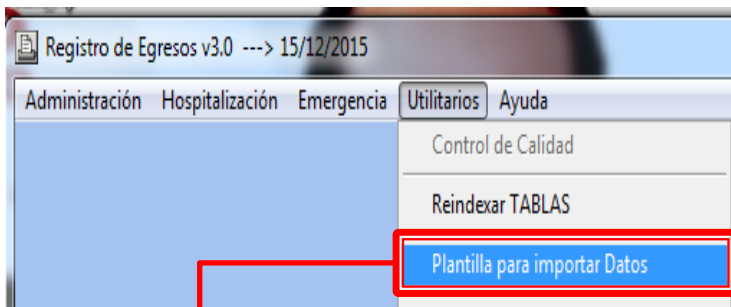 Registro de Egresos v3.0 ---> 15/12/2015
Administración Hospitalización Emergencia Utilitarios Ayuda
Control de Calidad
Reindexar TABLAS
Plantilla para importar Datos